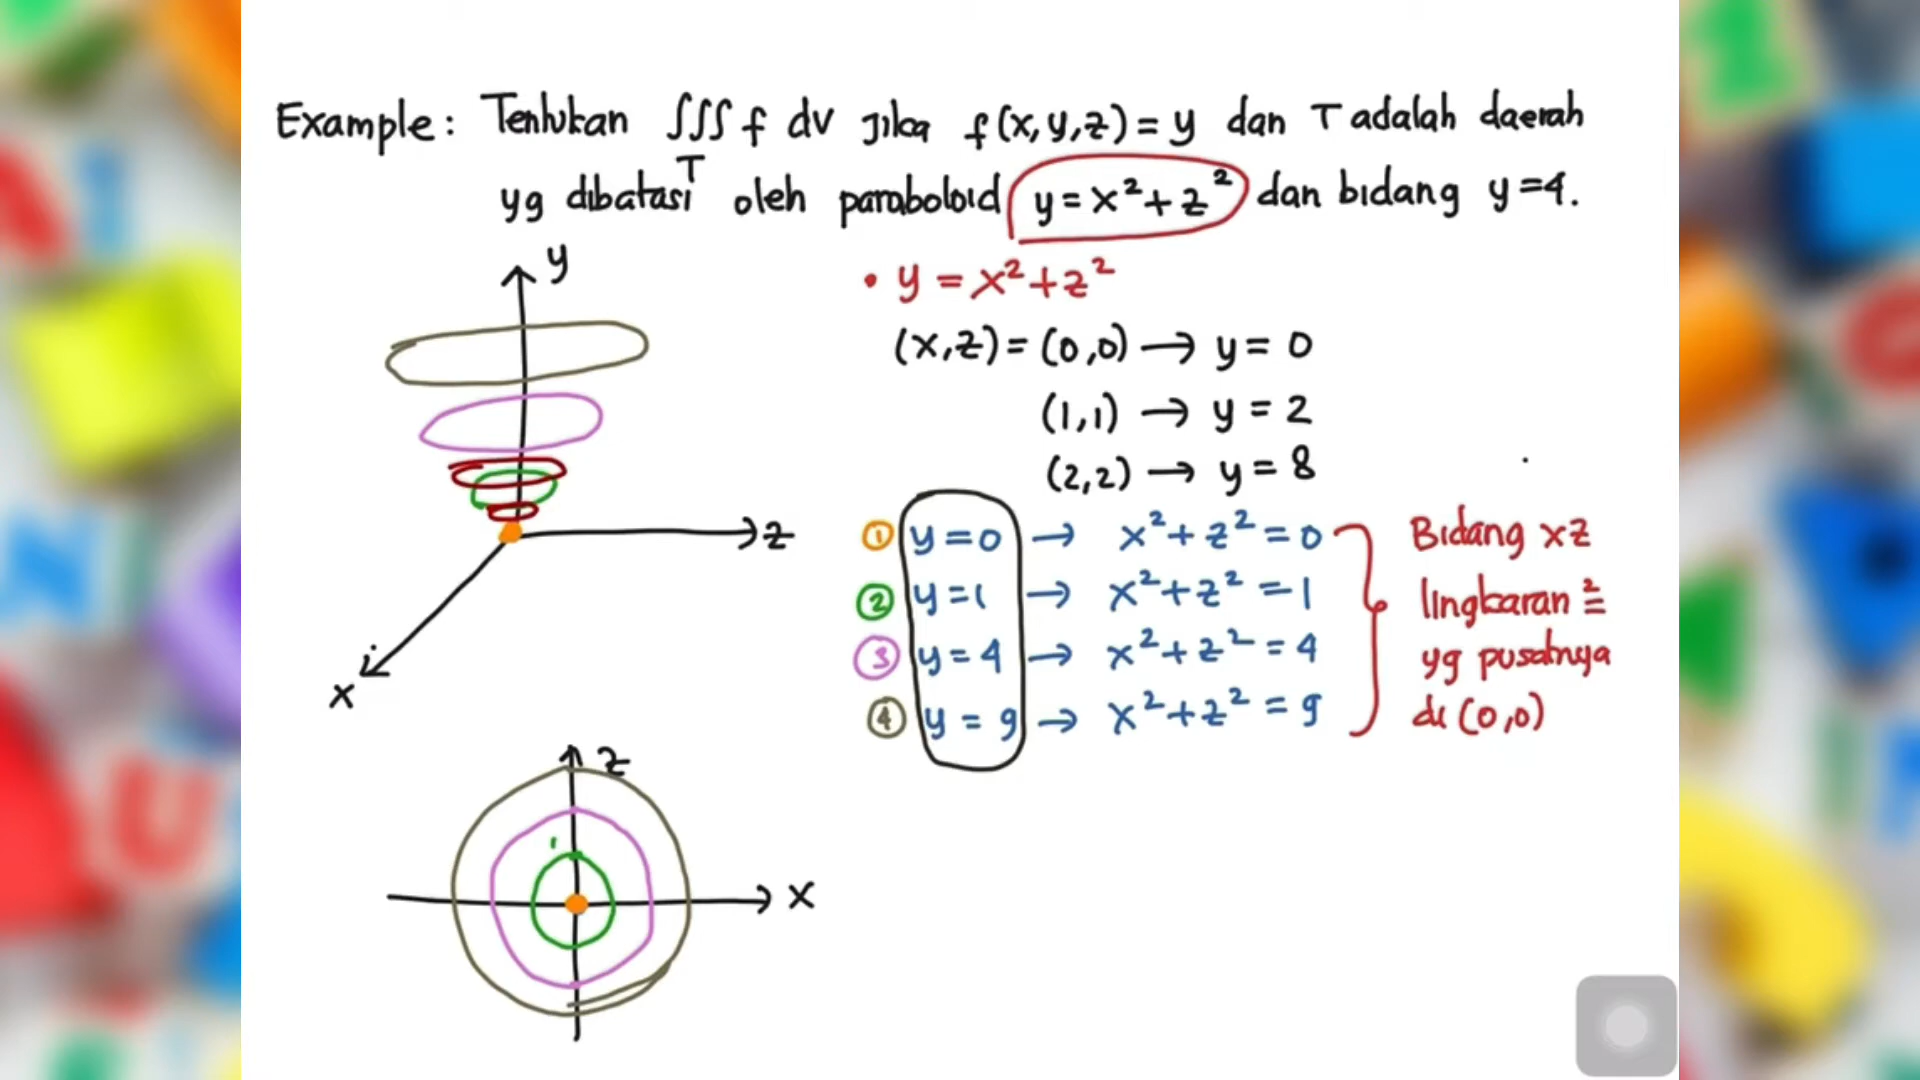 Example: Tentukan ∭ f dv jika f(x,y,z) = y dan T adalah daerah
T
yg dibatasi oleh paraboloid y = x² + z² dan bidang y = 4.
y
z
x
• y = x² + z²
(x,z) = (0,0) → y = 0
(1,1) → y = 2
(2,2) → y = 8
① y = 0 → x² + z² = 0
② y = 1 → x² + z² = 1
③ y = 4 → x² + z² = 4
④ y = 9 → x² + z² = 9
Bidang xz
lingkaran ²=
yg pusatnya
di (0,0)
z
1
x